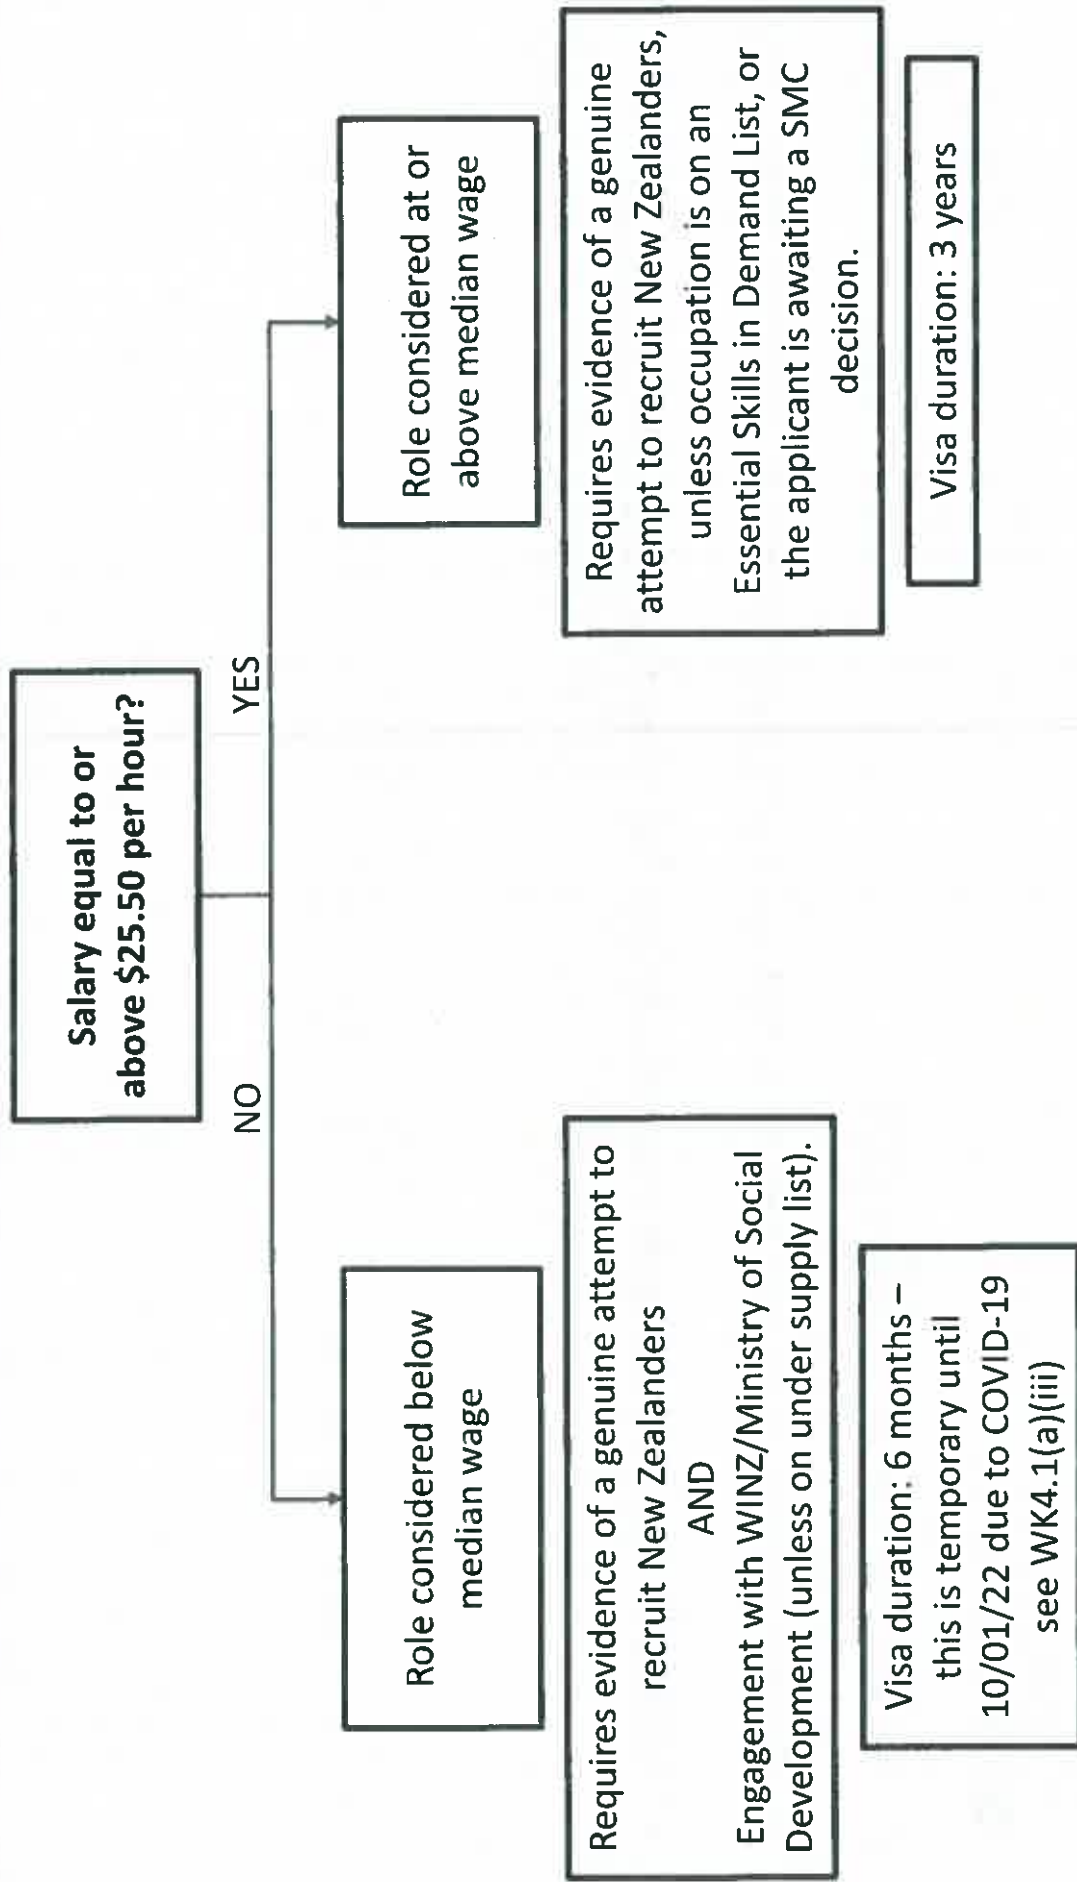 Salary equal to or
above $25.50 per hour?
NO
YES
Role considered below
median wage
Requires evidence of a genuine attempt to
recruit New Zealanders
AND
Engagement with WINZ/Ministry of Social
Development (unless on under supply list).
Visa duration: 6 months –
this is temporary until
10/01/22 due to COVID-19
see WK4.1(a)(iii)
Role considered at or
above median wage
Requires evidence of a genuine
attempt to recruit New Zealanders,
unless occupation is on an
Essential Skills in Demand List, or
the applicant is awaiting a SMC
decision.
Visa duration: 3 years